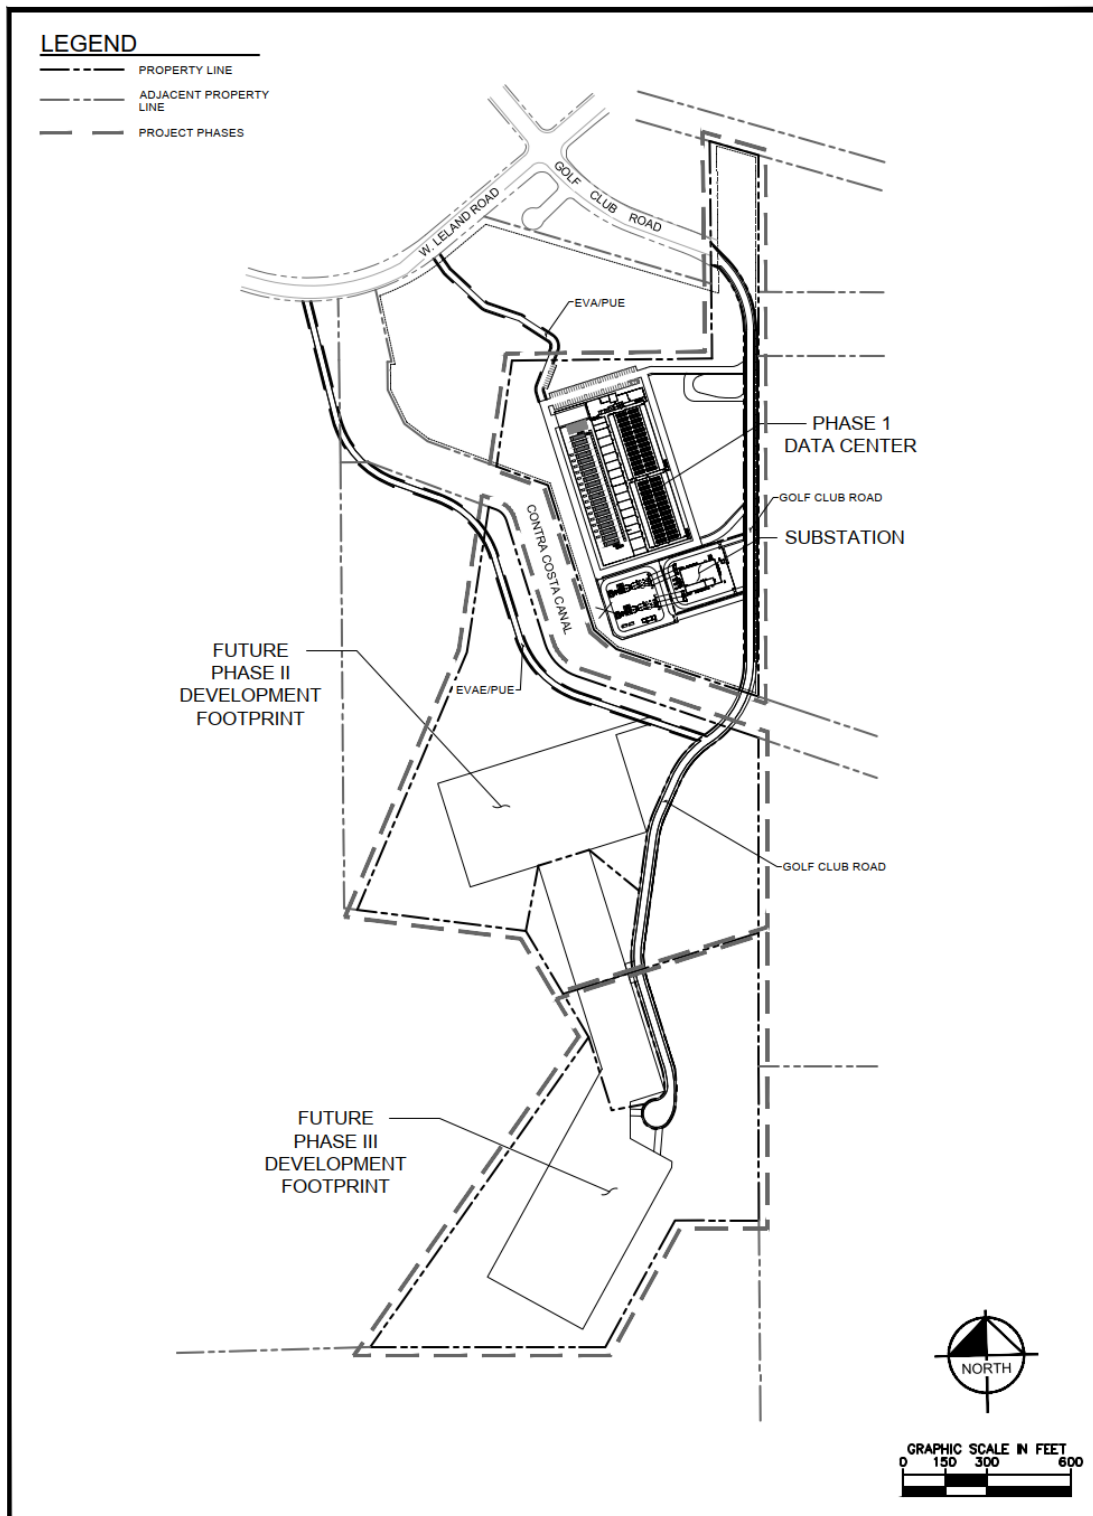 LEGEND
PROPERTY LINE
ADJACENT PROPERTY
LINE
PROJECT PHASES
W. LELAND ROAD
GOLF CLUB ROAD
EVA/PUE
PHASE 1
DATA CENTER
GOLF CLUB ROAD
SUBSTATION
CONTRA COSTA CANAL
FUTURE
PHASE II
DEVELOPMENT
FOOTPRINT
EVAE/PUE
GOLF CLUB ROAD
FUTURE
PHASE III
DEVELOPMENT
FOOTPRINT
NORTH
GRAPHIC SCALE IN FEET
0 150 300 600